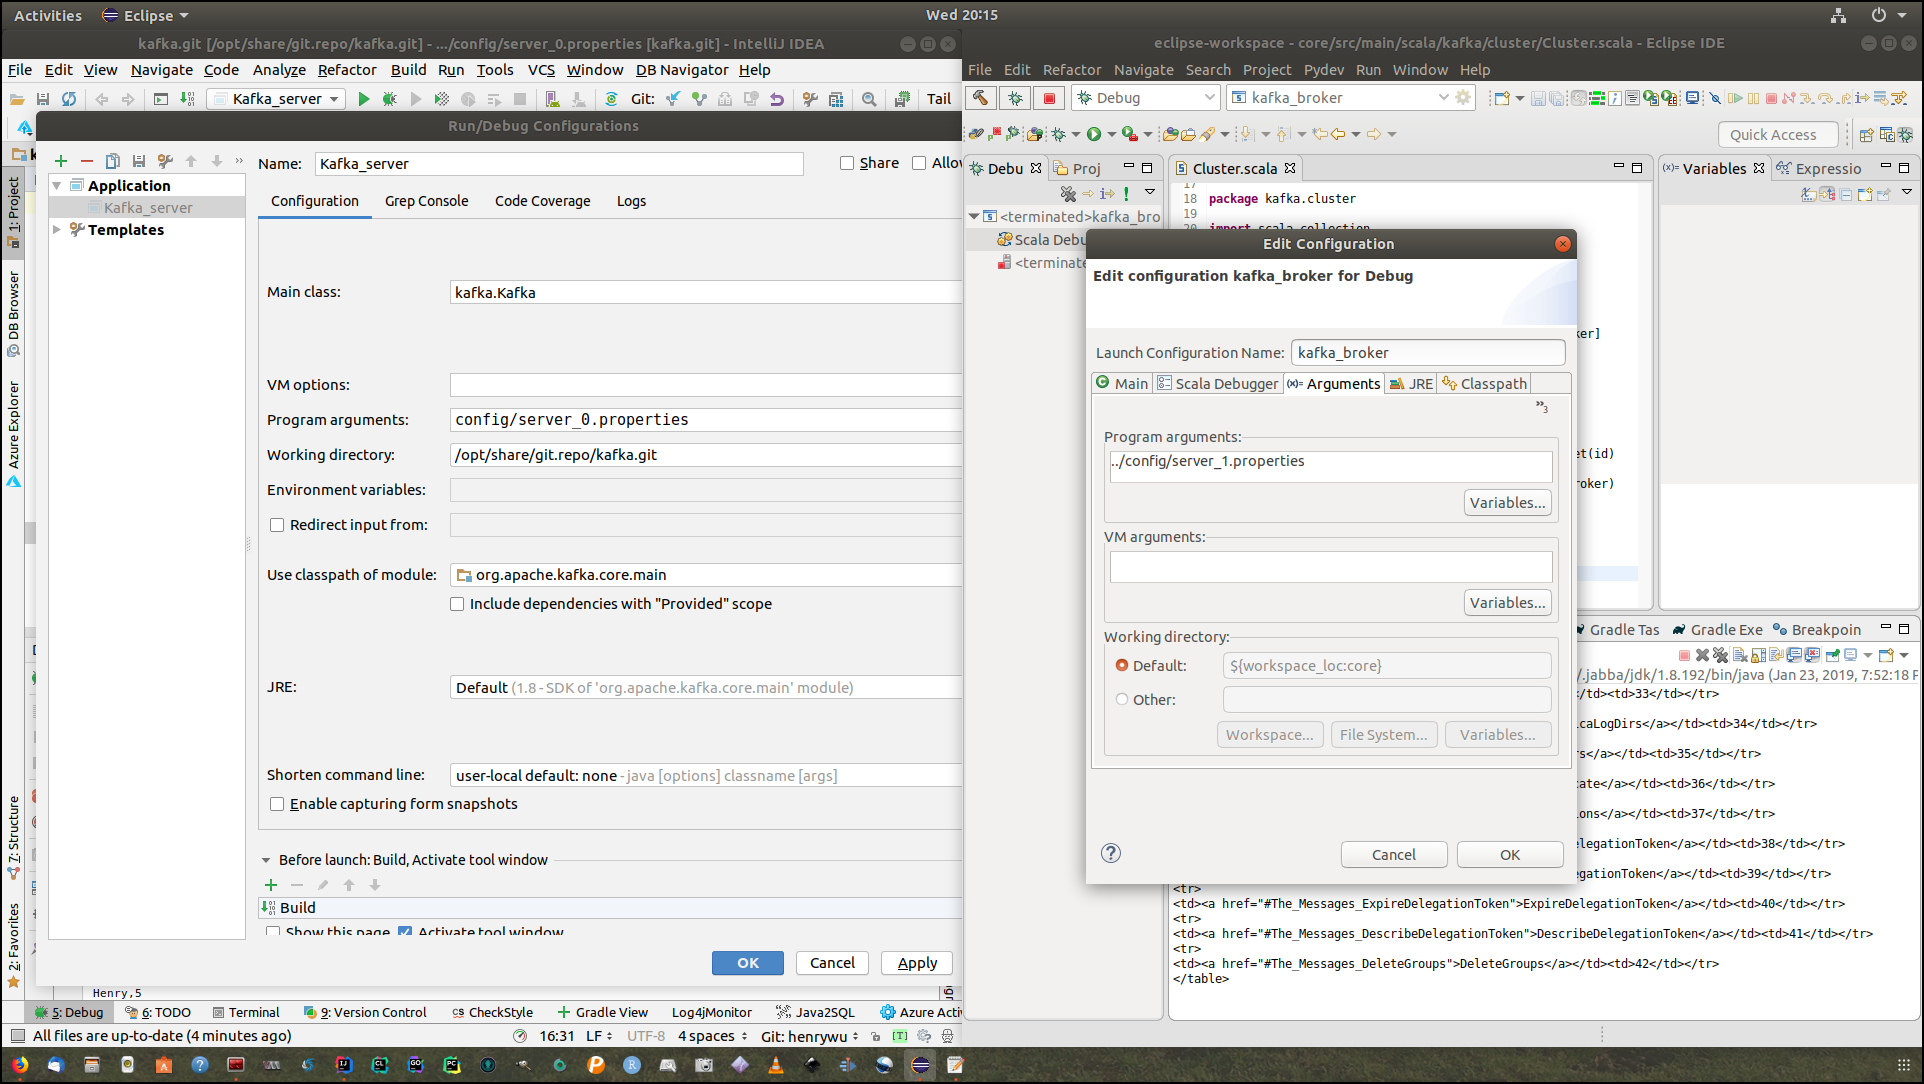 Activities
Eclipse
Wed 20:15
kafka.git [/opt/share/git.repo/kafka.git] - .../config/server_0.properties [kafka.git] - IntelliJ IDEA
File Edit View Navigate Code Analyze Refactor Build Run Tools VCS Window DB Navigator Help
Kafka_server
Git:
Tail
Run/Debug Configurations
Name: Kafka_server
Share
Allo
Application
Kafka_server
Templates
Configuration
Grep Console
Code Coverage
Logs
Main class: kafka.Kafka
VM options:
Program arguments: config/server_0.properties
Working directory: /opt/share/git.repo/kafka.git
Environment variables:
Redirect input from:
Use classpath of module: org.apache.kafka.core.main
Include dependencies with "Provided" scope
JRE: Default (1.8 - SDK of 'org.apache.kafka.core.main' module)
Shorten command line: user-local default: none - java [options] classname [args]
Enable capturing form snapshots
Before launch: Build, Activate tool window
Build
Show this page
Activate tool window
OK
Cancel
Apply
1: Project
DB Browser
Azure Explorer
7: Structure
2: Favorites
Henry,5
5: Debug
6: TODO
Terminal
9: Version Control
CheckStyle
Gradle View
Log4jMonitor
Java2SQL
Azure Activ
All files are up-to-date (4 minutes ago)
16:31 LF UTF-8 4 spaces Git: henrywu
eclipse-workspace - core/src/main/scala/kafka/cluster/Cluster.scala - Eclipse IDE
File Edit Refactor Navigate Search Project Pydev Run Window Help
Debug
kafka_broker
Quick Access
Debu
Proj
<terminated>kafka_bro
Scala Debu
<terminate
Cluster.scala
17
18 package kafka.cluster
19
20 import scala.collection
ker]
et(id)
roker)
Variables
Expressio
Edit Configuration
Edit configuration kafka_broker for Debug
Launch Configuration Name: kafka_broker
Main
Scala Debugger
Arguments
JRE
Classpath
»3
Program arguments:
../config/server_1.properties
Variables...
VM arguments:
Variables...
Working directory:
Default: ${workspace_loc:core}
Other:
Workspace...
File System...
Variables...
Cancel
OK
Gradle Tas
Gradle Exe
Breakpoin
/.jabba/jdk/1.8.192/bin/java (Jan 23, 2019, 7:52:18 P
</td><td>33</td></tr>
caLogDirs</a></td><td>34</td></tr>
rs</a></td><td>35</td></tr>
cate</a></td><td>36</td></tr>
ons</a></td><td>37</td></tr>
elegationToken</a></td><td>38</td></tr>
egationToken</a></td><td>39</td></tr>
<tr>
<td><a href="#The_Messages_ExpireDelegationToken">ExpireDelegationToken</a></td><td>40</td></tr>
<tr>
<td><a href="#The_Messages_DescribeDelegationToken">DescribeDelegationToken</a></td><td>41</td></tr>
<tr>
<td><a href="#The_Messages_DeleteGroups">DeleteGroups</a></td><td>42</td></tr>
</table>